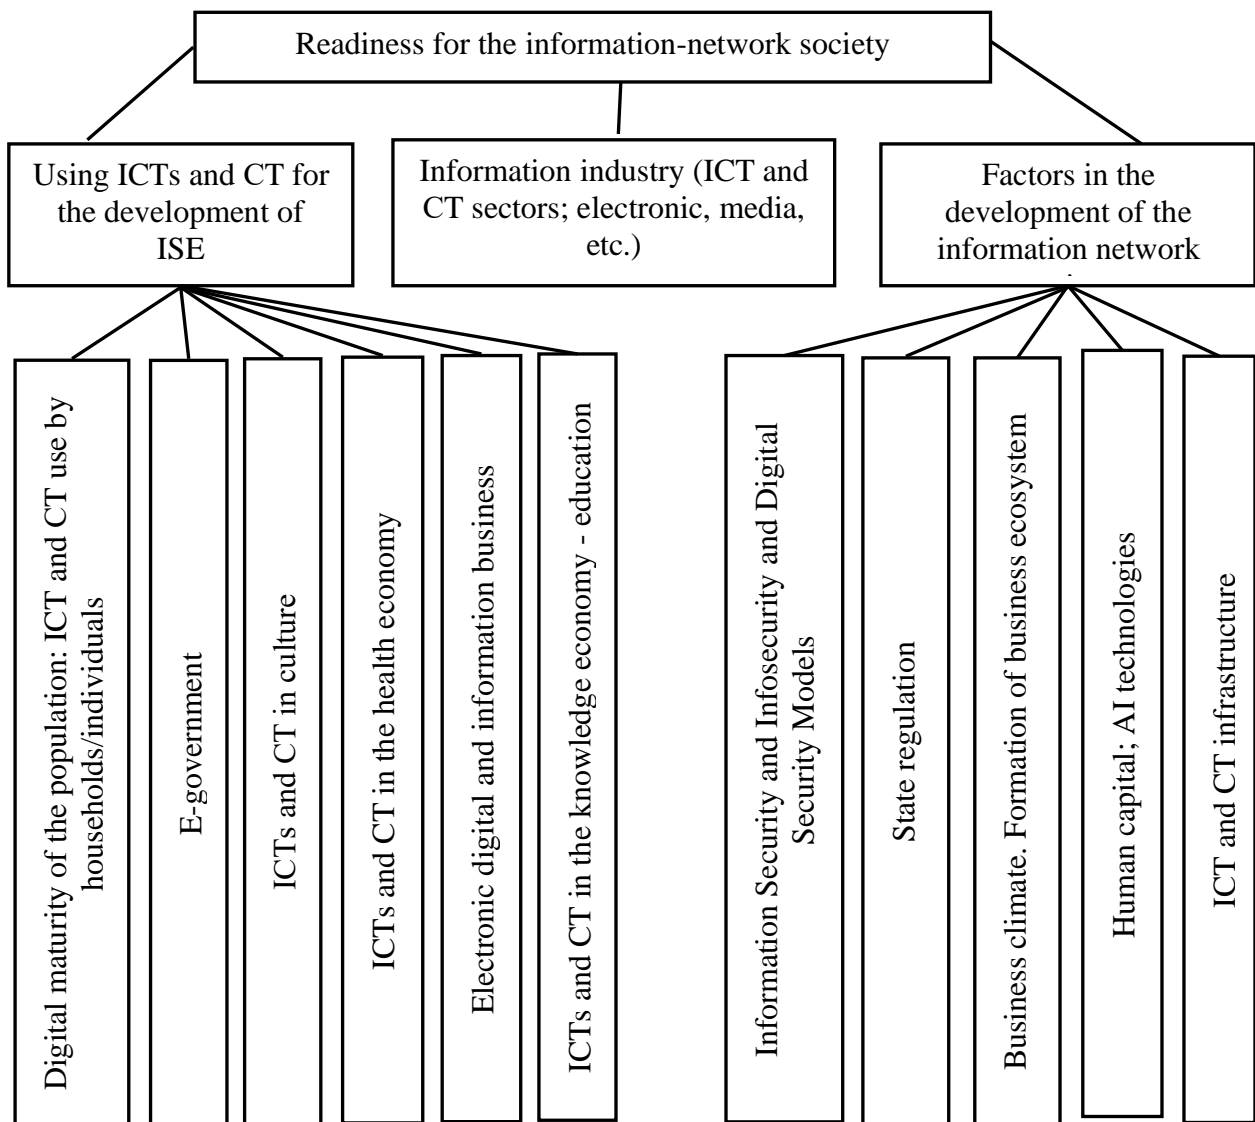 Readiness for the information-network society
Using ICTs and CT for
the development of
ISE
Information industry (ICT and
CT sectors; electronic, media,
etc.)
Factors in the
development of the
information network
Digital maturity of the population: ICT and CT use by
households/individuals
E-government
ICTs and CT in culture
ICTs and CT in the health economy
Electronic digital and information business
ICTs and CT in the knowledge economy - education
Information Security and Infosecurity and Digital
Security Models
State regulation
Business climate. Formation of business ecosystem
Human capital; AI technologies
ICT and CT infrastructure